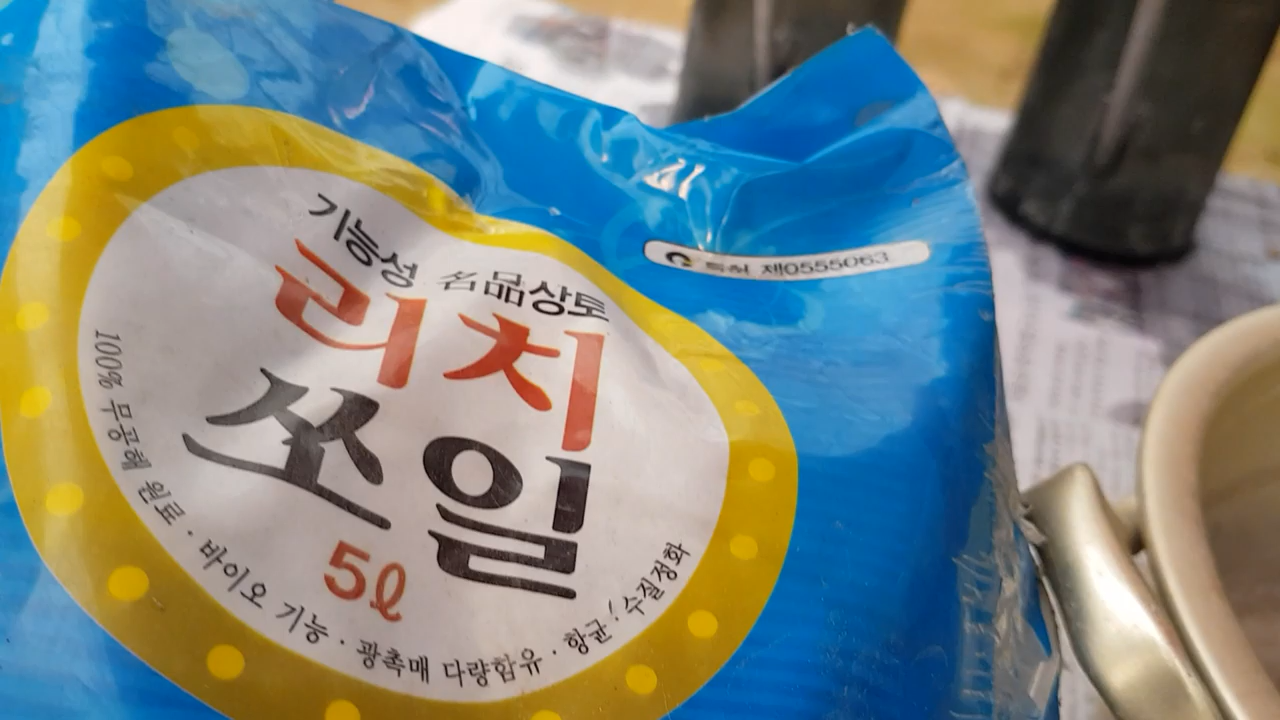 특허 제0555063
기능성 名品상토
리치
쪼일
5ℓ
100% 무공해 원료 · 바이오 기능 · 광촉매 다량함유 · 항균! 수질정화